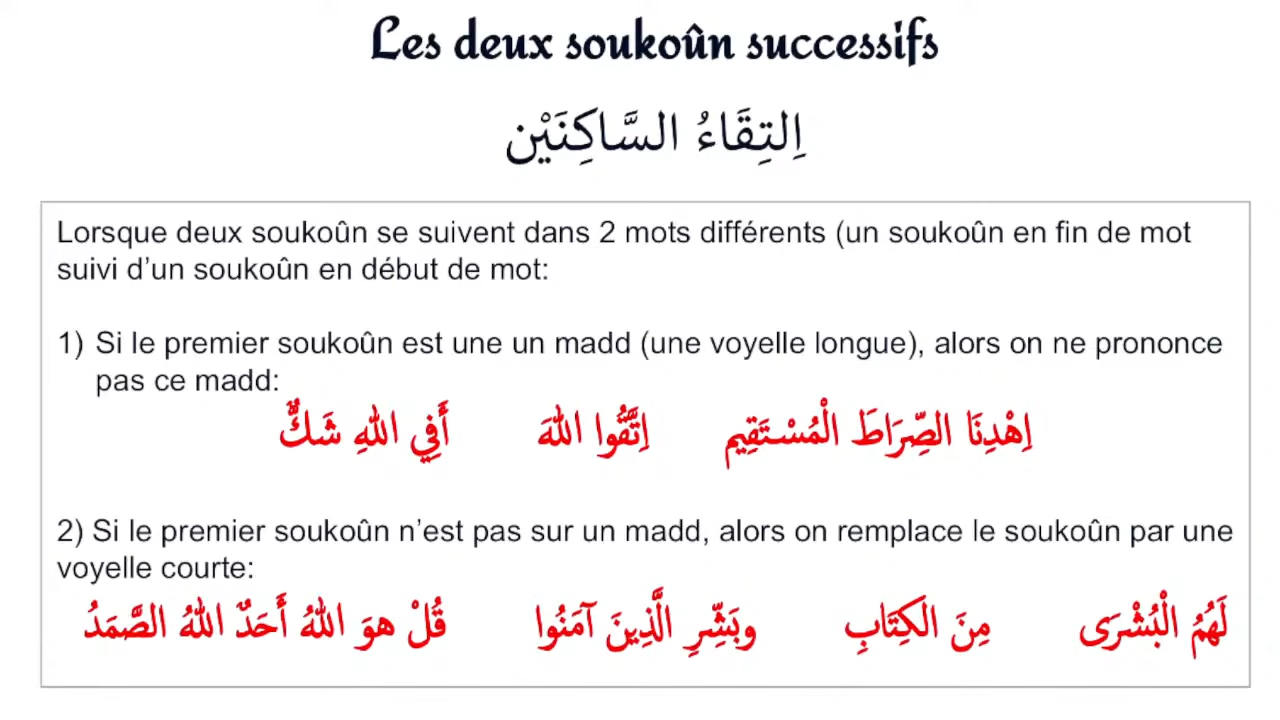 Les deux soukoûn successifs
اِلتِقَاءُ السَّاكِنَيْن
Lorsque deux soukoûn se suivent dans 2 mots différents (un soukoûn en fin de mot
suivi d’un soukoûn en début de mot:
1) Si le premier soukoûn est une un madd (une voyelle longue), alors on ne prononce
pas ce madd:
اِهْدِنَا الصِّرَاطَ الْمُسْتَقِيم اِتَّقُوا اللهَ أَفِي اللهِ شَكٌّ
2) Si le premier soukoûn n’est pas sur un madd, alors on remplace le soukoûn par une
voyelle courte:
لَهُمُ الْبُشْرَى مِنَ الكِتَابِ وبَشِّرِ الَّذِينَ آمَنُوا قُلْ هوَ اللهُ أَحَدٌ اللهُ الصَّمَدُ